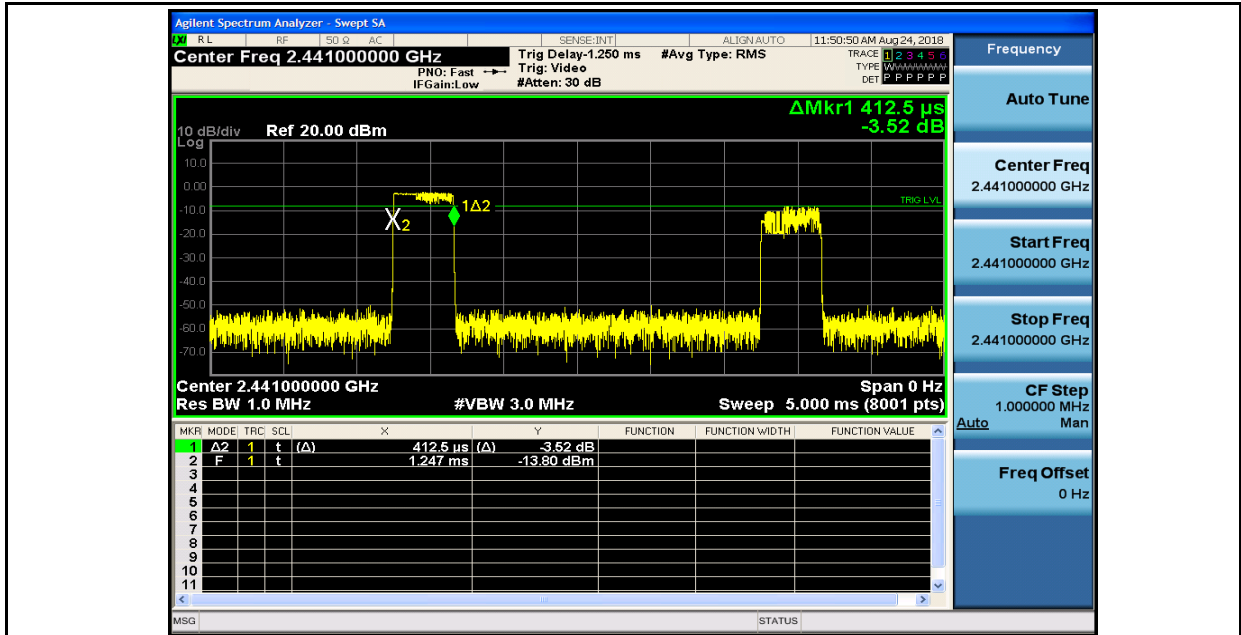 Agilent Spectrum Analyzer - Swept SA
LXI RL RF 50 Ω AC SENSE:INT ALIGN AUTO 11:50:50 AM Aug 24, 2018
Center Freq 2.441000000 GHz Trig Delay-1.250 ms #Avg Type: RMS TRACE 1 2 3 4 5 6
PNO: Fast Trig: Video TYPE WWWWWW
IFGain:Low #Atten: 30 dB DET P P P P P P
ΔMkr1 412.5 µs
10 dB/div Ref 20.00 dBm -3.52 dB
Log
10.0
0.00
TRIG LVL
-10.0
1Δ2
X2
-20.0
-30.0
-40.0
-50.0
-60.0
-70.0
Center 2.441000000 GHz Span 0 Hz
Res BW 1.0 MHz #VBW 3.0 MHz Sweep 5.000 ms (8001 pts)
MKR MODE TRC SCL X Y FUNCTION FUNCTION WIDTH FUNCTION VALUE
1 Δ2 1 t (Δ) 412.5 µs (Δ) -3.52 dB
2 F 1 t 1.247 ms -13.80 dBm
3
4
5
6
7
8
9
10
11
MSG STATUS
Frequency
Auto Tune
Center Freq
2.441000000 GHz
Start Freq
2.441000000 GHz
Stop Freq
2.441000000 GHz
CF Step
1.000000 MHz
Auto Man
Freq Offset
0 Hz